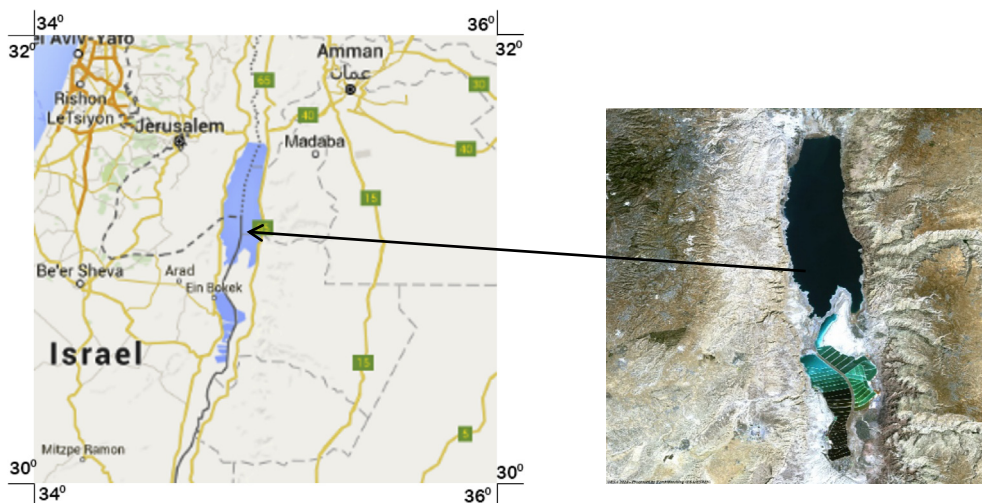 34⁰
36⁰
32⁰
32⁰
el Aviv-Yafo
Amman
عمان
65
30
Rishon
LeTsiyon
40
Jerusalem
Madaba
40
15
Be'er Sheva
Arad
Ein Bokek
Israel
15
5
Mitzpe Ramon
30⁰
30⁰
34⁰
36⁰